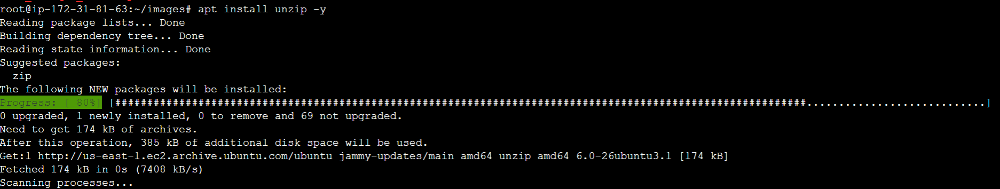 root@ip-172-31-81-63:~/images# apt install unzip -y
Reading package lists... Done
Building dependency tree... Done
Reading state information... Done
Suggested packages:
  zip
The following NEW packages will be installed:
Progress: [ 80%] [############################################################################################################............................]
0 upgraded, 1 newly installed, 0 to remove and 69 not upgraded.
Need to get 174 kB of archives.
After this operation, 385 kB of additional disk space will be used.
Get:1 http://us-east-1.ec2.archive.ubuntu.com/ubuntu jammy-updates/main amd64 unzip amd64 6.0-26ubuntu3.1 [174 kB]
Fetched 174 kB in 0s (7408 kB/s)
Scanning processes...